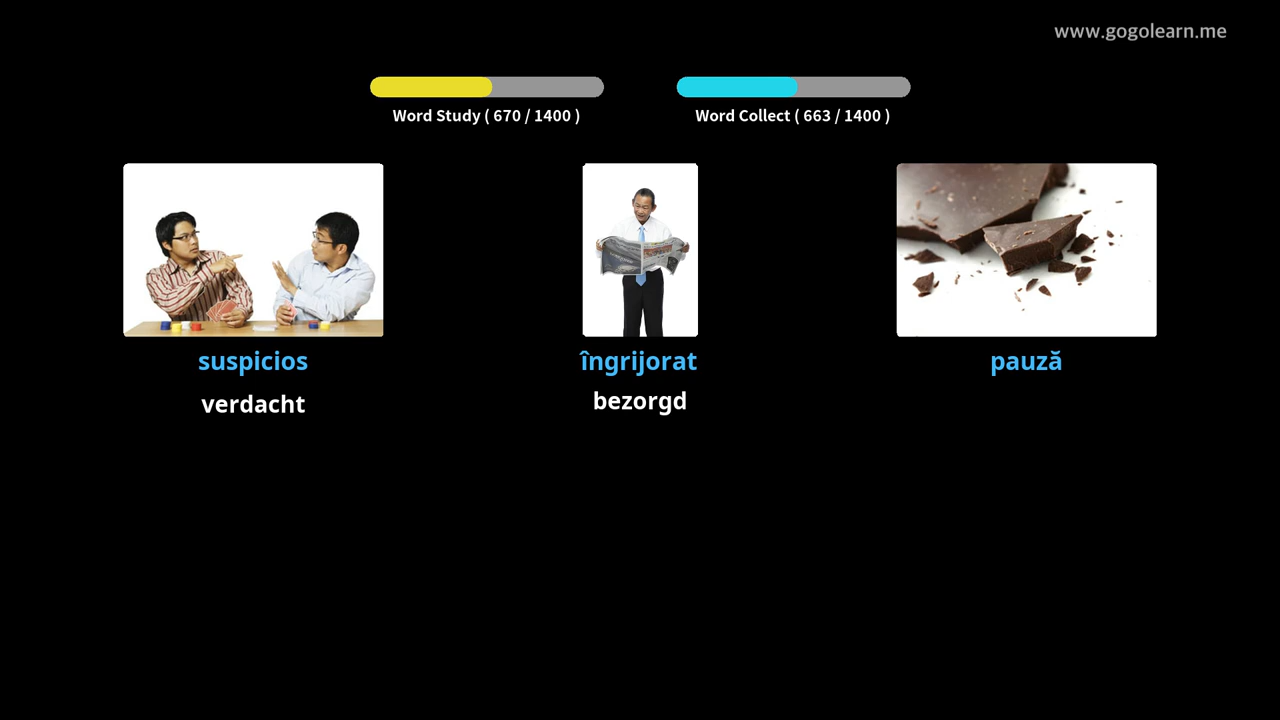 www.gogolearn.me
Word Study ( 670 / 1400 )
Word Collect ( 663 / 1400 )
suspicios
verdacht
îngrijorat
bezorgd
pauză